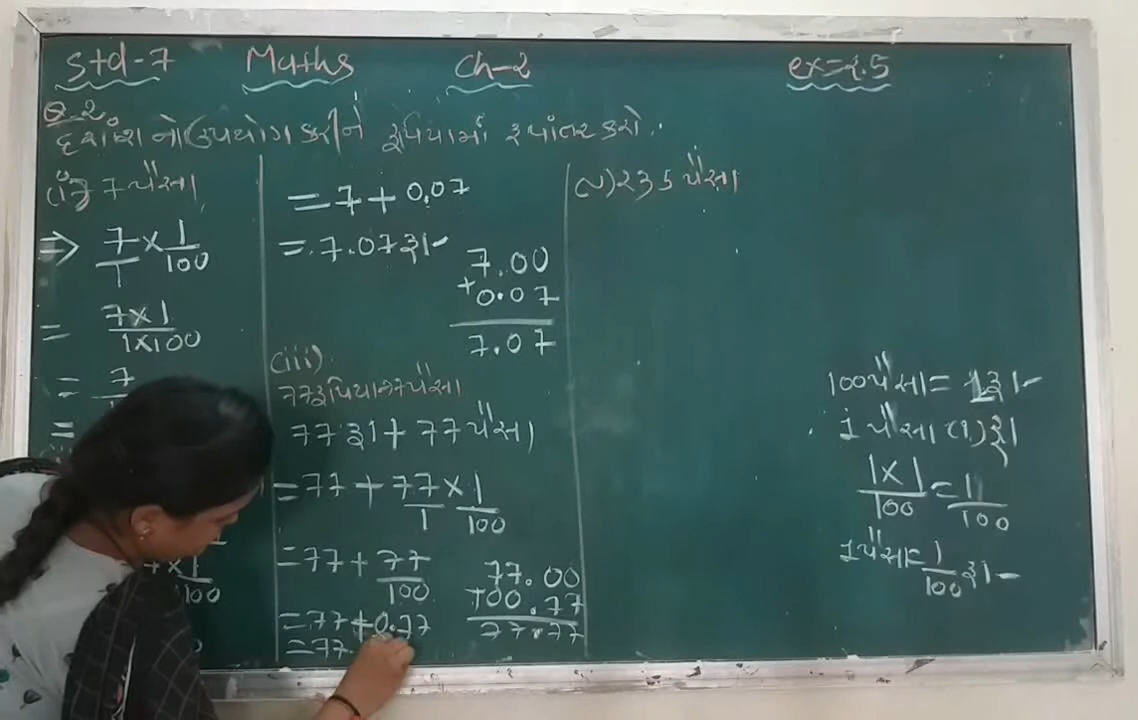 Std-7 Maths Ch-2 ex=2.5
Q.2.
દશાંશનો ઉપયોગ કરીને રૂપિયામાં રૂપાંતર કરો.
(i) 7 પૈસા
⇒ 7/1 × 1/100
= 7×1/1×100
= 7
=
×1/100
= 7 + 0.07
= 7.07 રૂા-
7.00
+0.07
7.07
(iii)
77 રૂપિયા 77 પૈસા
77 રૂા + 77 પૈસા
= 77 + 77/1 × 1/100
= 77 + 77/100
= 77 + 0.77
= 77.
77.00
+00.77
77.77
(૫) 235 પૈસા
100 પૈસા = 1 રૂા-
1 પૈસા (?) રૂા
1×1/100 = 1/100
1 પૈસા = 1/100 રૂા-